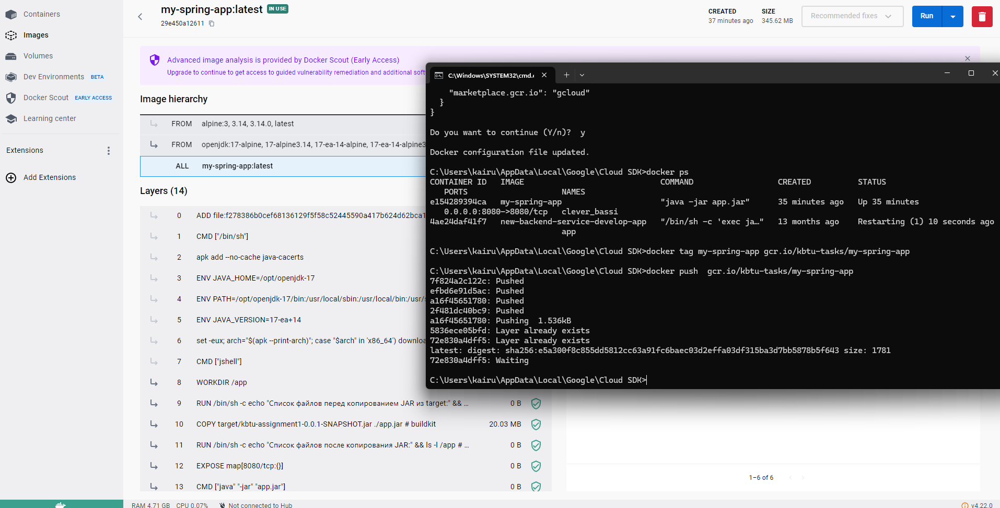 Containers
Images
Volumes
Dev Environments BETA
Docker Scout EARLY ACCESS
Learning center
Extensions
Add Extensions
my-spring-app:latest IN USE
29e450a12611
CREATED
37 minutes ago
SIZE
345.62 MB
Recommended fixes
Run
Advanced image analysis is provided by Docker Scout (Early Access)
Upgrade to continue to get access to guided vulnerability remediation and additional soft
Image hierarchy
FROM alpine:3, 3.14, 3.14.0, latest
FROM openjdk:17-alpine, 17-alpine3.14, 17-ea-14-alpine, 17-ea-14-alpine3
ALL my-spring-app:latest
Layers (14)
0 ADD file:f278386b0cef68136129f5f58c52445590a417b624d62bca1
1 CMD ["/bin/sh"]
2 apk add --no-cache java-cacerts
3 ENV JAVA_HOME=/opt/openjdk-17
4 ENV PATH=/opt/openjdk-17/bin:/usr/local/sbin:/usr/local/bin:/usr/s
5 ENV JAVA_VERSION=17-ea+14
6 set -eux; arch="$(apk --print-arch)"; case "$arch" in 'x86_64') downloa
7 CMD ["jshell"]
8 WORKDIR /app
9 RUN /bin/sh -c echo "Список файлов перед копированием JAR из target:" && ... 0 B
10 COPY target/kbtu-assignment1-0.0.1-SNAPSHOT.jar ./app.jar # buildkit 20.03 MB
11 RUN /bin/sh -c echo "Список файлов после копирования JAR:" && ls -l /app # ... 0 B
12 EXPOSE map[8080/tcp:{}] 0 B
13 CMD ["java" "-jar" "app.jar"] 0 B
C:\Windows\SYSTEM32\cmd.e
"marketplace.gcr.io": "gcloud"
}
}
Do you want to continue (Y/n)? y
Docker configuration file updated.
C:\Users\kairu\AppData\Local\Google\Cloud SDK>docker ps
CONTAINER ID IMAGE COMMAND CREATED STATUS
PORTS NAMES
e154289394ca my-spring-app "java -jar app.jar" 35 minutes ago Up 35 minutes
0.0.0.0:8080->8080/tcp clever_bassi
4ae24daf41f7 new-backend-service-develop-app "/bin/sh -c 'exec ja…" 13 months ago Restarting (1) 10 seconds ago
app
C:\Users\kairu\AppData\Local\Google\Cloud SDK>docker tag my-spring-app gcr.io/kbtu-tasks/my-spring-app
C:\Users\kairu\AppData\Local\Google\Cloud SDK>docker push gcr.io/kbtu-tasks/my-spring-app
7f824a2c122c: Pushed
efbd6e91d5ac: Pushed
a16f45651780: Pushed
2f481dc40bc9: Pushed
a16f45651780: Pushing 1.536kB
5836ece05bfd: Layer already exists
72e830a4dff5: Layer already exists
latest: digest: sha256:e5a300f8c855dd5812cc63a91fc6baec03d2effa03df315ba3d7bb5878b5f643 size: 1781
72e830a4dff5: Waiting
C:\Users\kairu\AppData\Local\Google\Cloud SDK>
1–6 of 6
RAM 4.71 GB CPU 0.07% Not connected to Hub
v4.22.0